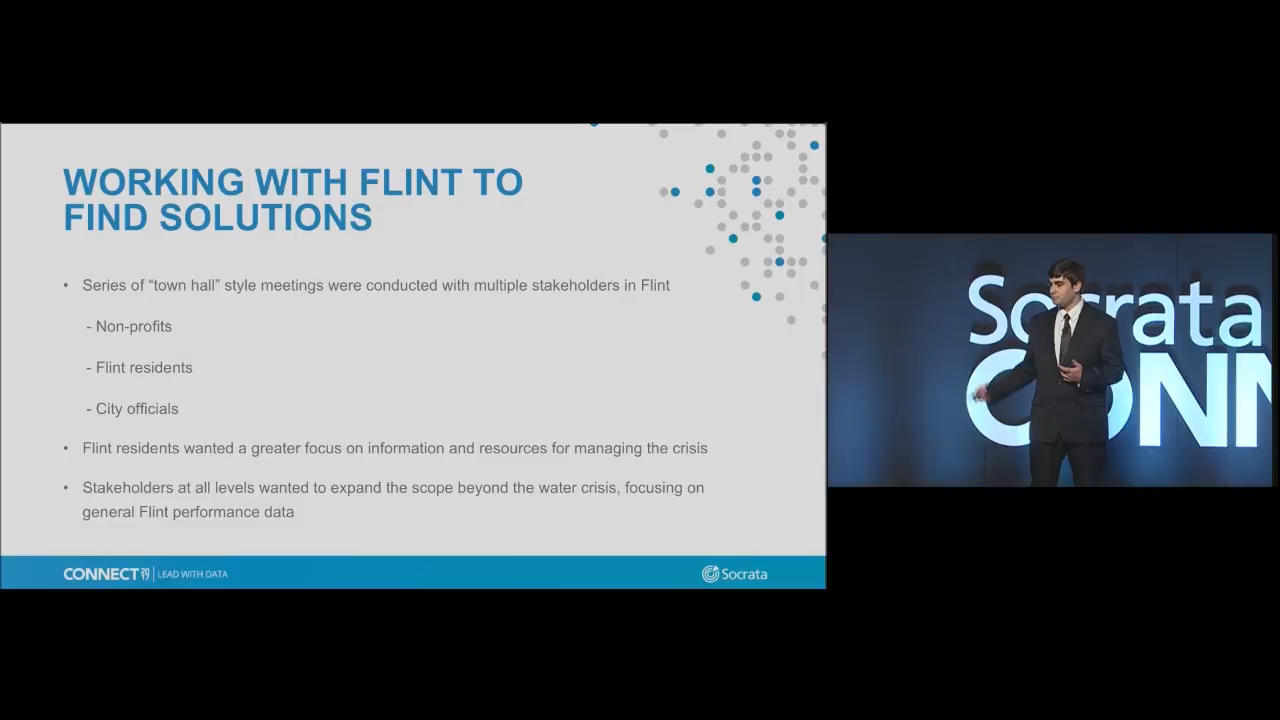 WORKING WITH FLINT TO
FIND SOLUTIONS
• Series of “town hall” style meetings were conducted with multiple stakeholders in Flint
- Non-profits
- Flint residents
- City officials
• Flint residents wanted a greater focus on information and resources for managing the crisis
• Stakeholders at all levels wanted to expand the scope beyond the water crisis, focusing on
general Flint performance data
CONNECT 2017 LEAD WITH DATA
Socrata
Socrata
CONN